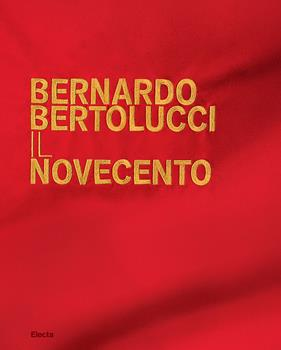 BERNARDO
BERTOLUCCI
IL
NOVECENTO
Electa